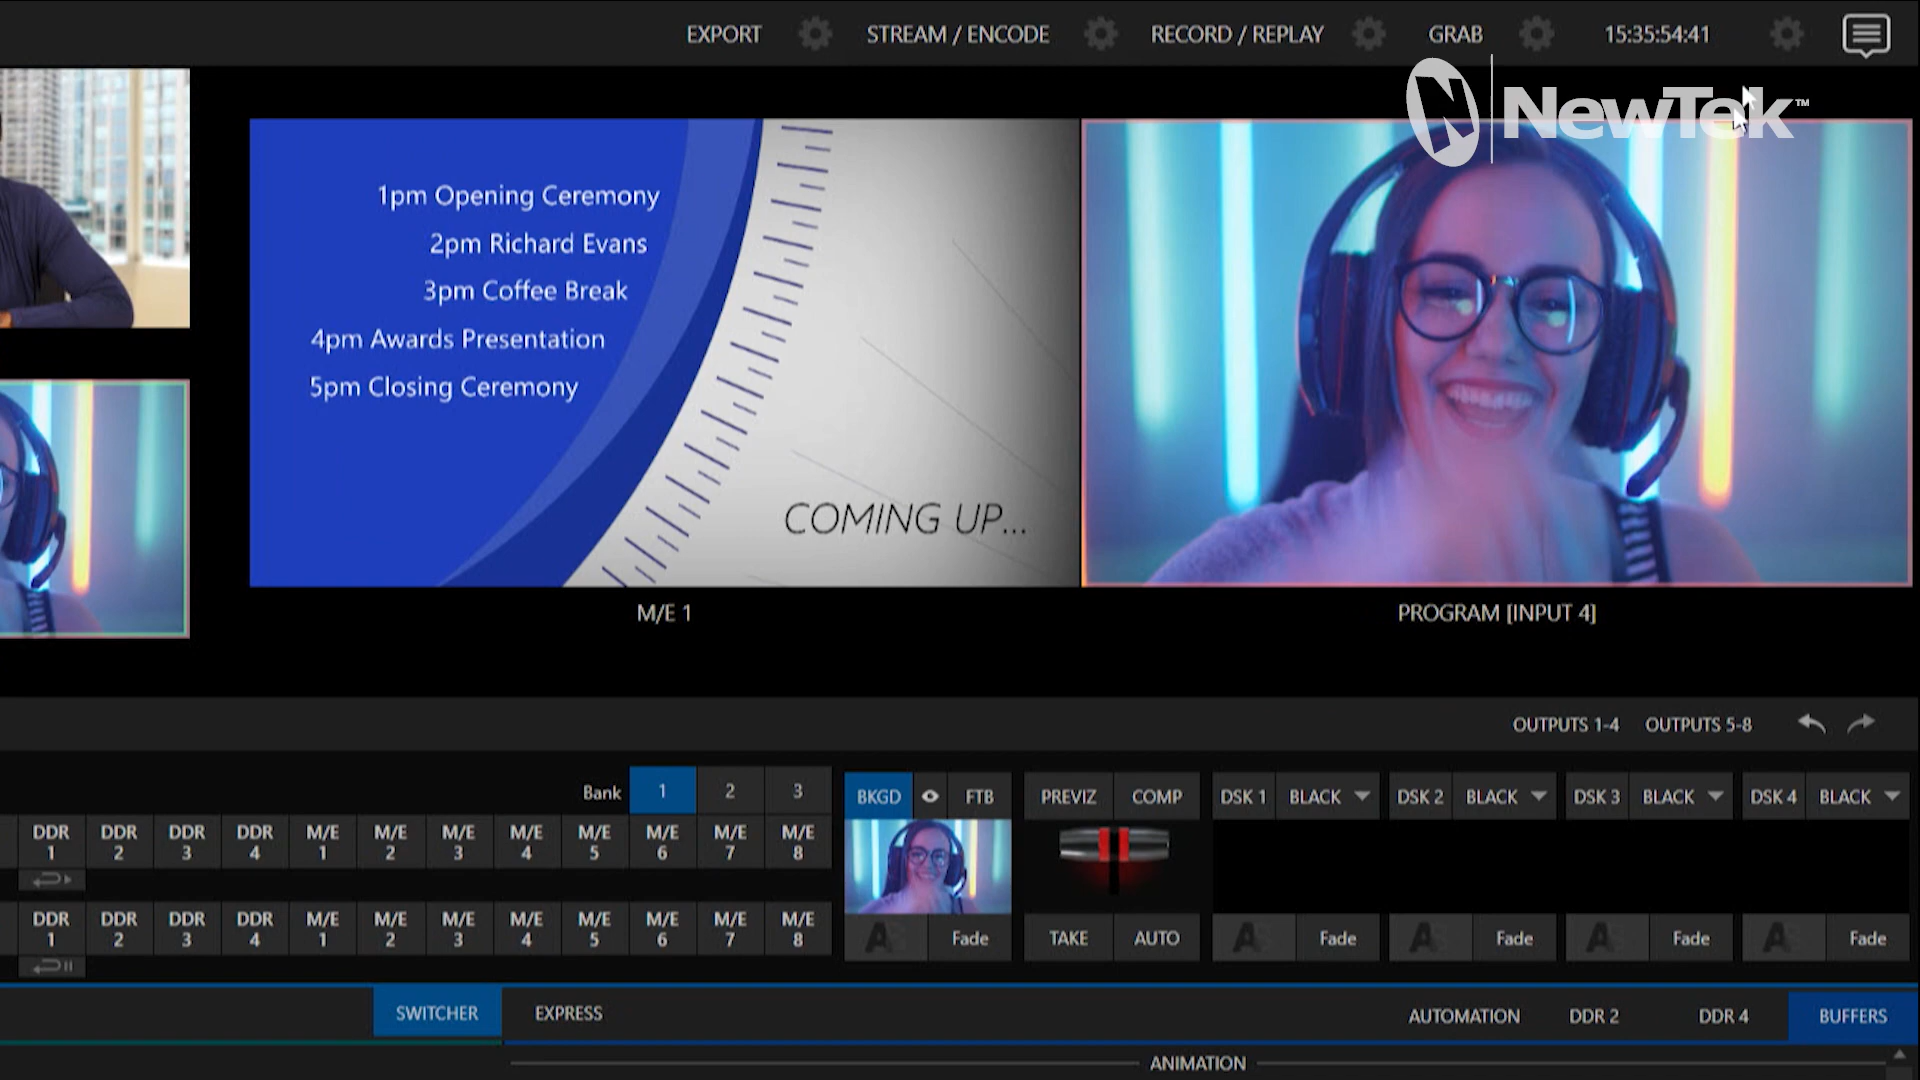 EXPORT STREAM / ENCODE RECORD / REPLAY GRAB 15:35:54:41
NewTek™
1pm Opening Ceremony
2pm Richard Evans
3pm Coffee Break
4pm Awards Presentation
5pm Closing Ceremony
COMING UP...
M/E 1 PROGRAM [INPUT 4]
OUTPUTS 1-4 OUTPUTS 5-8
Bank 1 2 3
BKGD FTB PREVIZ COMP DSK 1 BLACK DSK 2 BLACK DSK 3 BLACK DSK 4 BLACK
DDR 1 DDR 2 DDR 3 DDR 4 M/E 1 M/E 2 M/E 3 M/E 4 M/E 5 M/E 6 M/E 7 M/E 8
DDR 1 DDR 2 DDR 3 DDR 4 M/E 1 M/E 2 M/E 3 M/E 4 M/E 5 M/E 6 M/E 7 M/E 8
Fade TAKE AUTO Fade Fade Fade Fade
SWITCHER EXPRESS AUTOMATION DDR 2 DDR 4 BUFFERS
ANIMATION